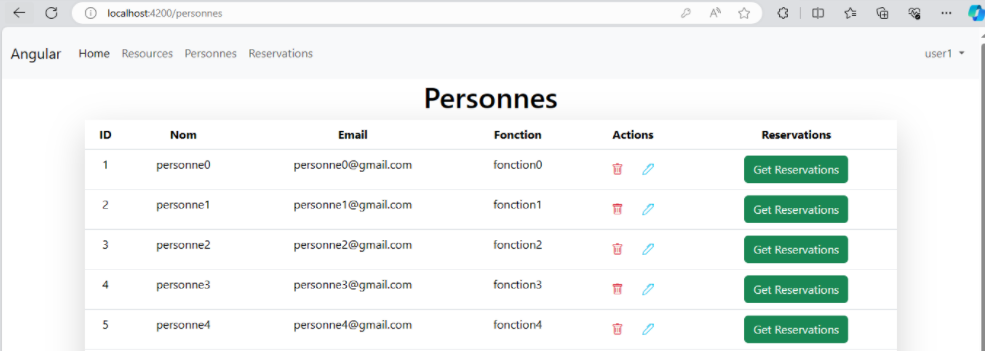 localhost:4200/personnes
Angular Home Resources Personnes Reservations user1
Personnes
ID Nom Email Fonction Actions Reservations
1 personne0 personne0@gmail.com fonction0 Get Reservations
2 personne1 personne1@gmail.com fonction1 Get Reservations
3 personne2 personne2@gmail.com fonction2 Get Reservations
4 personne3 personne3@gmail.com fonction3 Get Reservations
5 personne4 personne4@gmail.com fonction4 Get Reservations